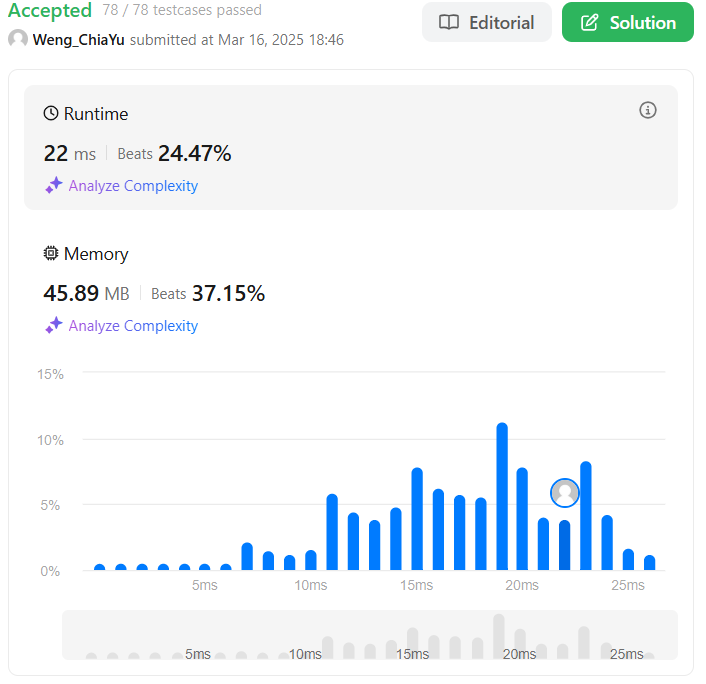 Accepted 78 / 78 testcases passed
Editorial
Solution
Weng_ChiaYu submitted at Mar 16, 2025 18:46
Runtime
22 ms Beats 24.47%
Analyze Complexity
Memory
45.89 MB Beats 37.15%
Analyze Complexity
15%
10%
5%
0%
5ms 10ms 15ms 20ms 25ms
5ms 10ms 15ms 20ms 25ms